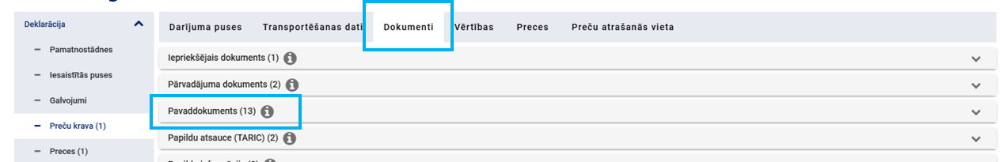 Deklarācija
Pamatnostādnes
Iesaistītās puses
Galvojumi
Preču krava (1)
Preces (1)
Darījuma puses Transportēšanas dati Dokumenti Vērtības Preces Preču atrašanās vieta
Iepriekšējais dokuments (1)
Pārvadājuma dokuments (2)
Pavaddokuments (13)
Papildu atsauce (TARIC) (2)